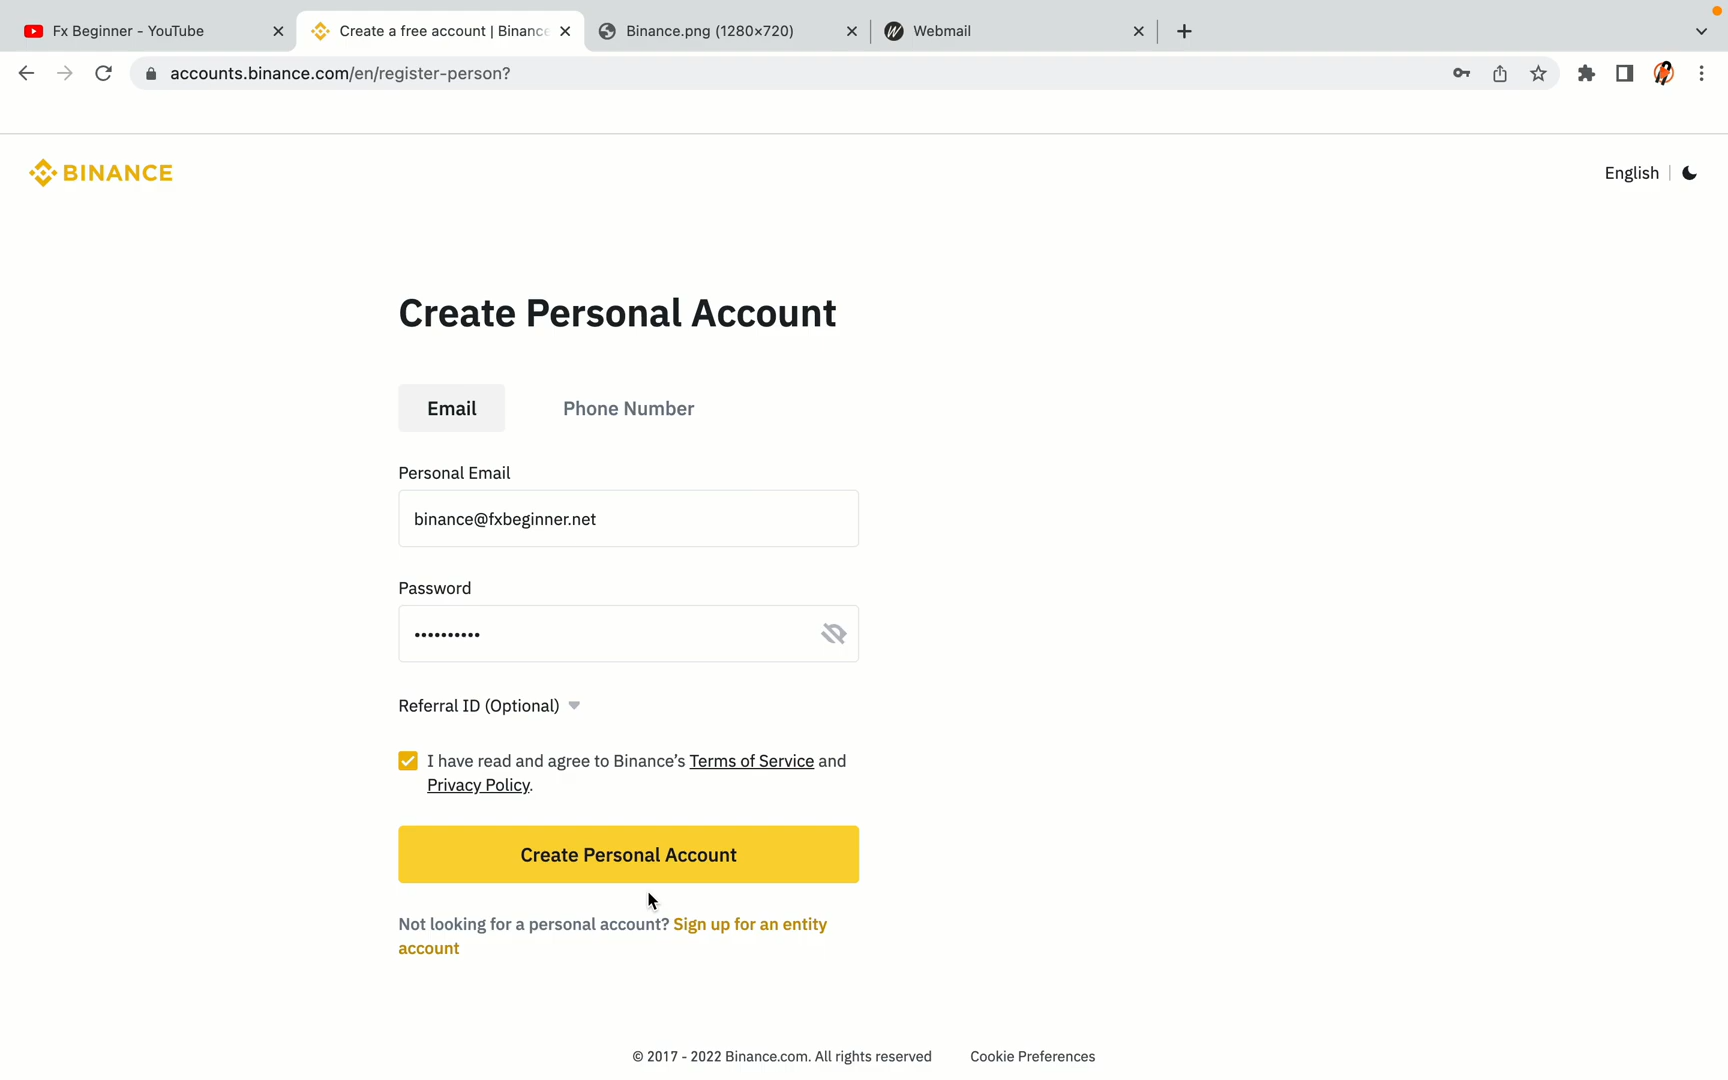 Fx Beginner - YouTube
Create a free account | Binance
Binance.png (1280×720)
Webmail
accounts.binance.com/en/register-person?
BINANCE
English
Create Personal Account
Email
Phone Number
Personal Email
binance@fxbeginner.net
Password
••••••••••
Referral ID (Optional)
I have read and agree to Binance’s Terms of Service and
Privacy Policy.
Create Personal Account
Not looking for a personal account? Sign up for an entity
account
© 2017 - 2022 Binance.com. All rights reserved
Cookie Preferences